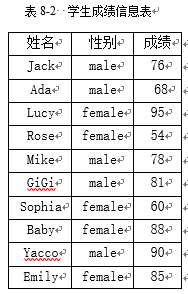 表 8-2 学生成绩信息表
姓名 性别 成绩
Jack male 76
Ada male 68
Lucy female 95
Rose female 54
Mike male 78
GiGi male 81
Sophia female 60
Baby female 88
Yacco male 90
Emily female 85